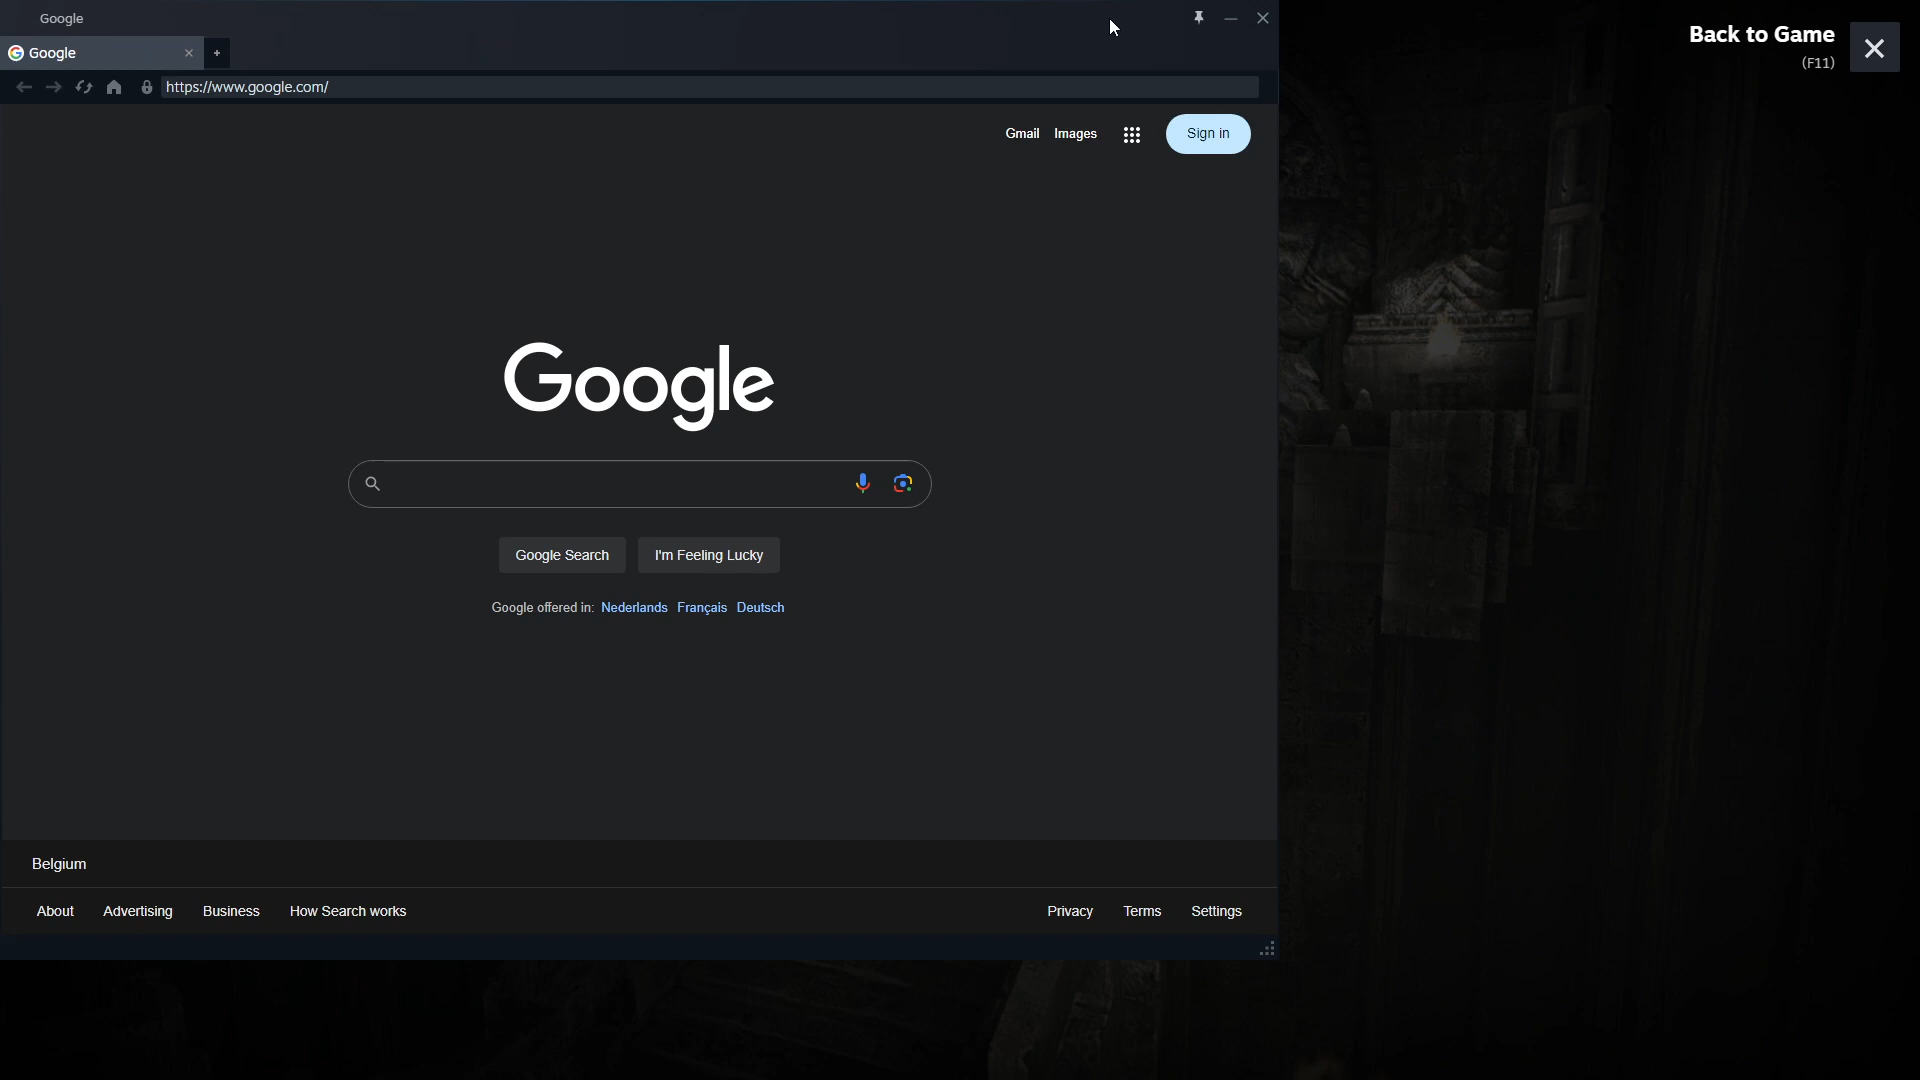 Google
Back to Game
(F11)
Google
+
https://www.google.com/
Gmail Images Sign in
Google
Google Search I'm Feeling Lucky
Google offered in: Nederlands Français Deutsch
Belgium
About Advertising Business How Search works Privacy Terms Settings